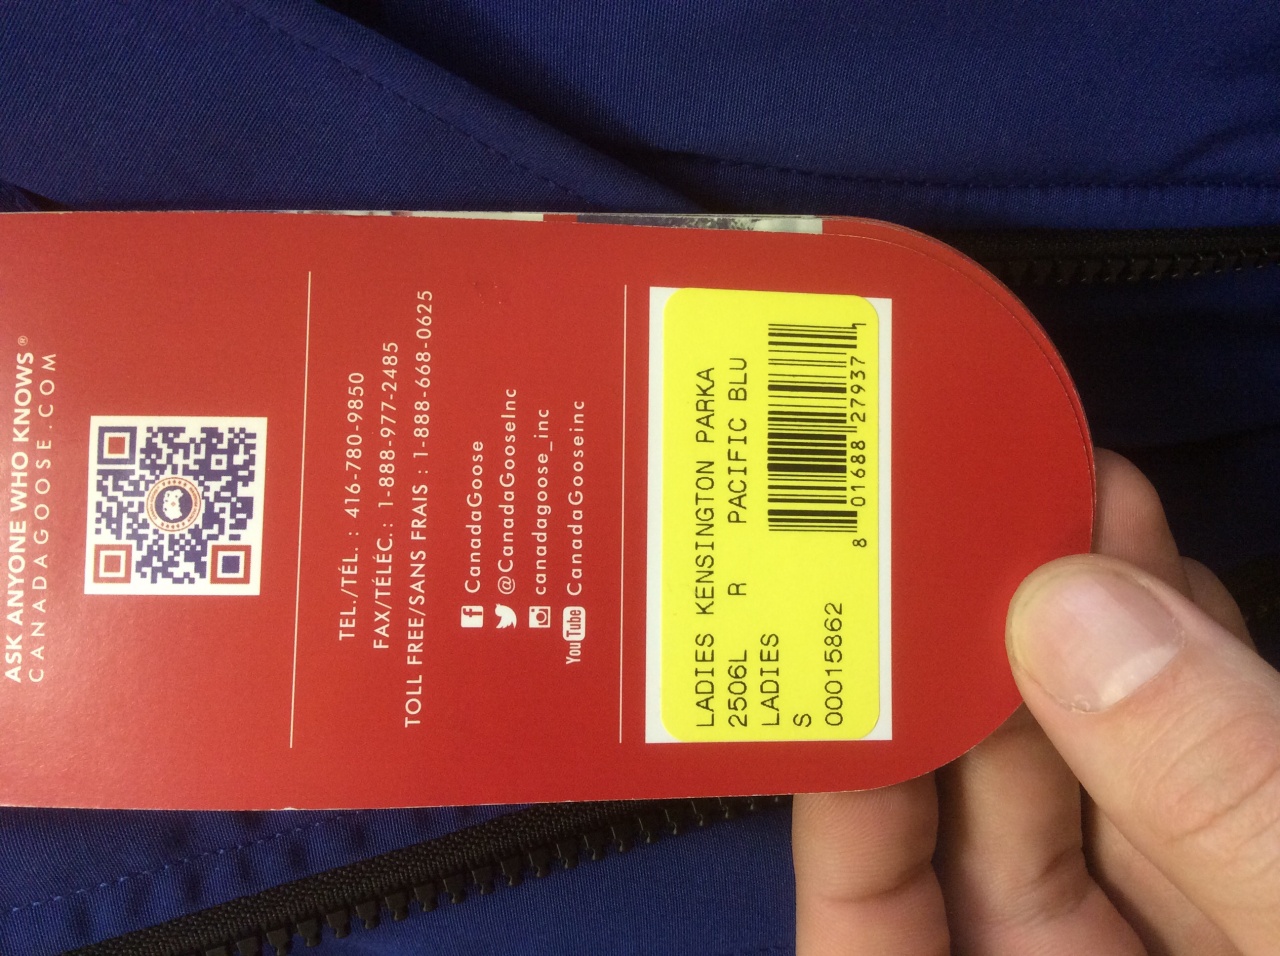 LADIES KENSINGTON PARKA
2506L R PACIFIC BLU
LADIES
S
00015862
8 01688 27937 1
f CanadaGoose
@CanadaGooseInc
canadagoose_inc
YouTube CanadaGooseinc
TEL./TÉL. : 416-780-9850
FAX/TÉLÉC.: 1-888-977-2485
TOLL FREE/SANS FRAIS : 1-888-668-0625
ASK ANYONE WHO KNOWS®
CANADAGOOSE.COM